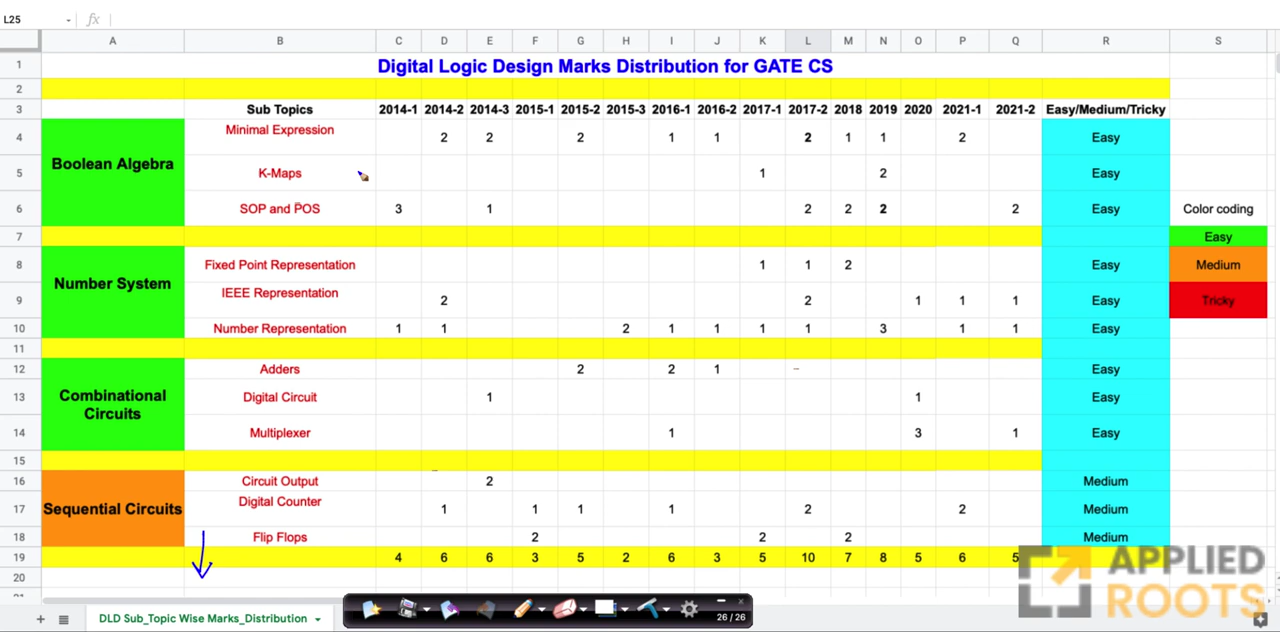 L25 fx
A B C D E F G H I J K L M N O P Q R S
1 Digital Logic Design Marks Distribution for GATE CS
2
3 Sub Topics 2014-1 2014-2 2014-3 2015-1 2015-2 2015-3 2016-1 2016-2 2017-1 2017-2 2018 2019 2020 2021-1 2021-2 Easy/Medium/Tricky
4 Boolean Algebra Minimal Expression 2 2 2 1 1 2 1 1 2 Easy
5 K-Maps 1 2 Easy
6 SOP and POS 3 1 2 2 2 2 Easy Color coding
7 Easy
8 Number System Fixed Point Representation 1 1 2 Easy Medium
9 IEEE Representation 2 2 1 1 1 Easy Tricky
10 Number Representation 1 1 2 1 1 1 1 3 1 1 Easy
11
12 Adders 2 2 1 Easy
13 Combinational Circuits Digital Circuit 1 1 Easy
14 Multiplexer 1 3 1 Easy
15
16 Circuit Output 2 Medium
17 Sequential Circuits Digital Counter 1 1 1 1 2 2 Medium
18 Flip Flops 2 2 2 Medium
19 4 6 6 3 5 2 6 3 5 10 7 8 5 6 5
20
APPLIED
ROOTS
DLD Sub_Topic Wise Marks_Distribution
26 / 26